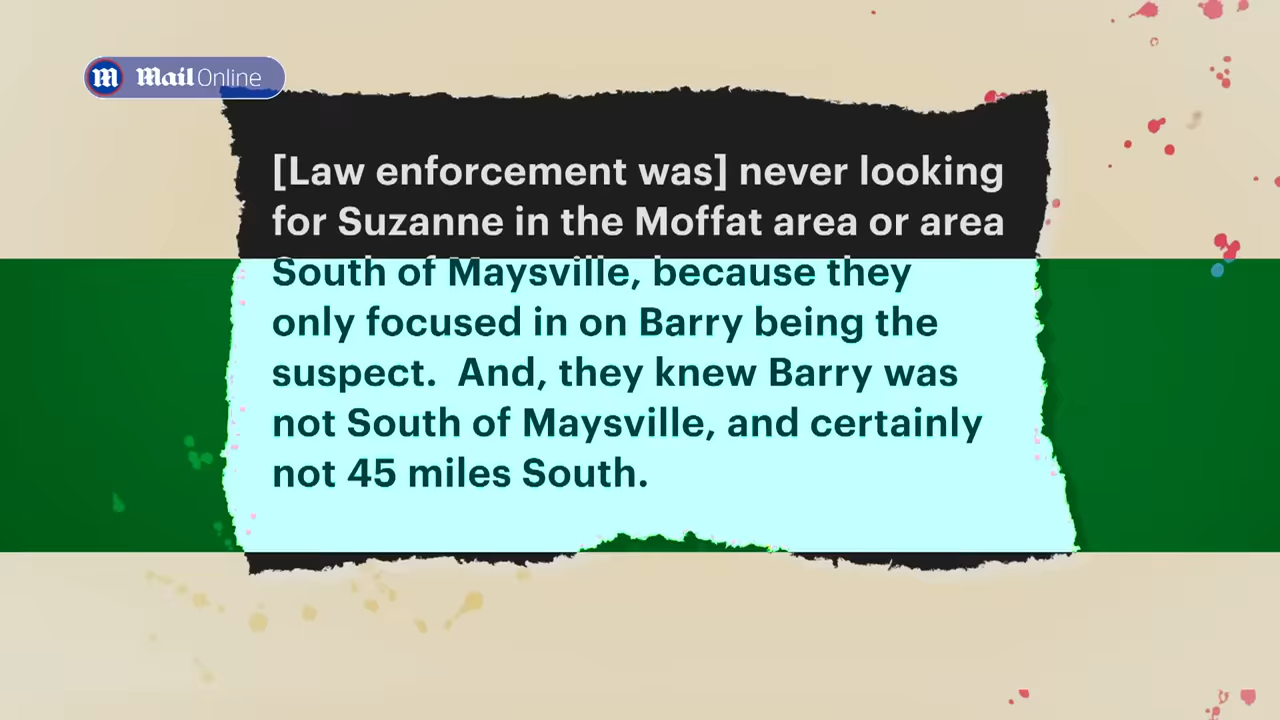 Mail Online
[Law enforcement was] never looking
for Suzanne in the Moffat area or area
South of Maysville, because they
only focused in on Barry being the
suspect.  And, they knew Barry was
not South of Maysville, and certainly
not 45 miles South.